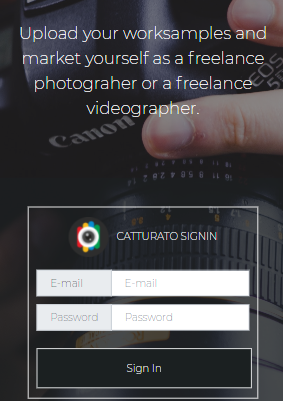 Upload your worksamples and
market yourself as a freelance
photograher or a freelance
videographer.
Canon
EOS
CATTURATO SIGNIN
E-mail E-mail
Password Password
Sign In